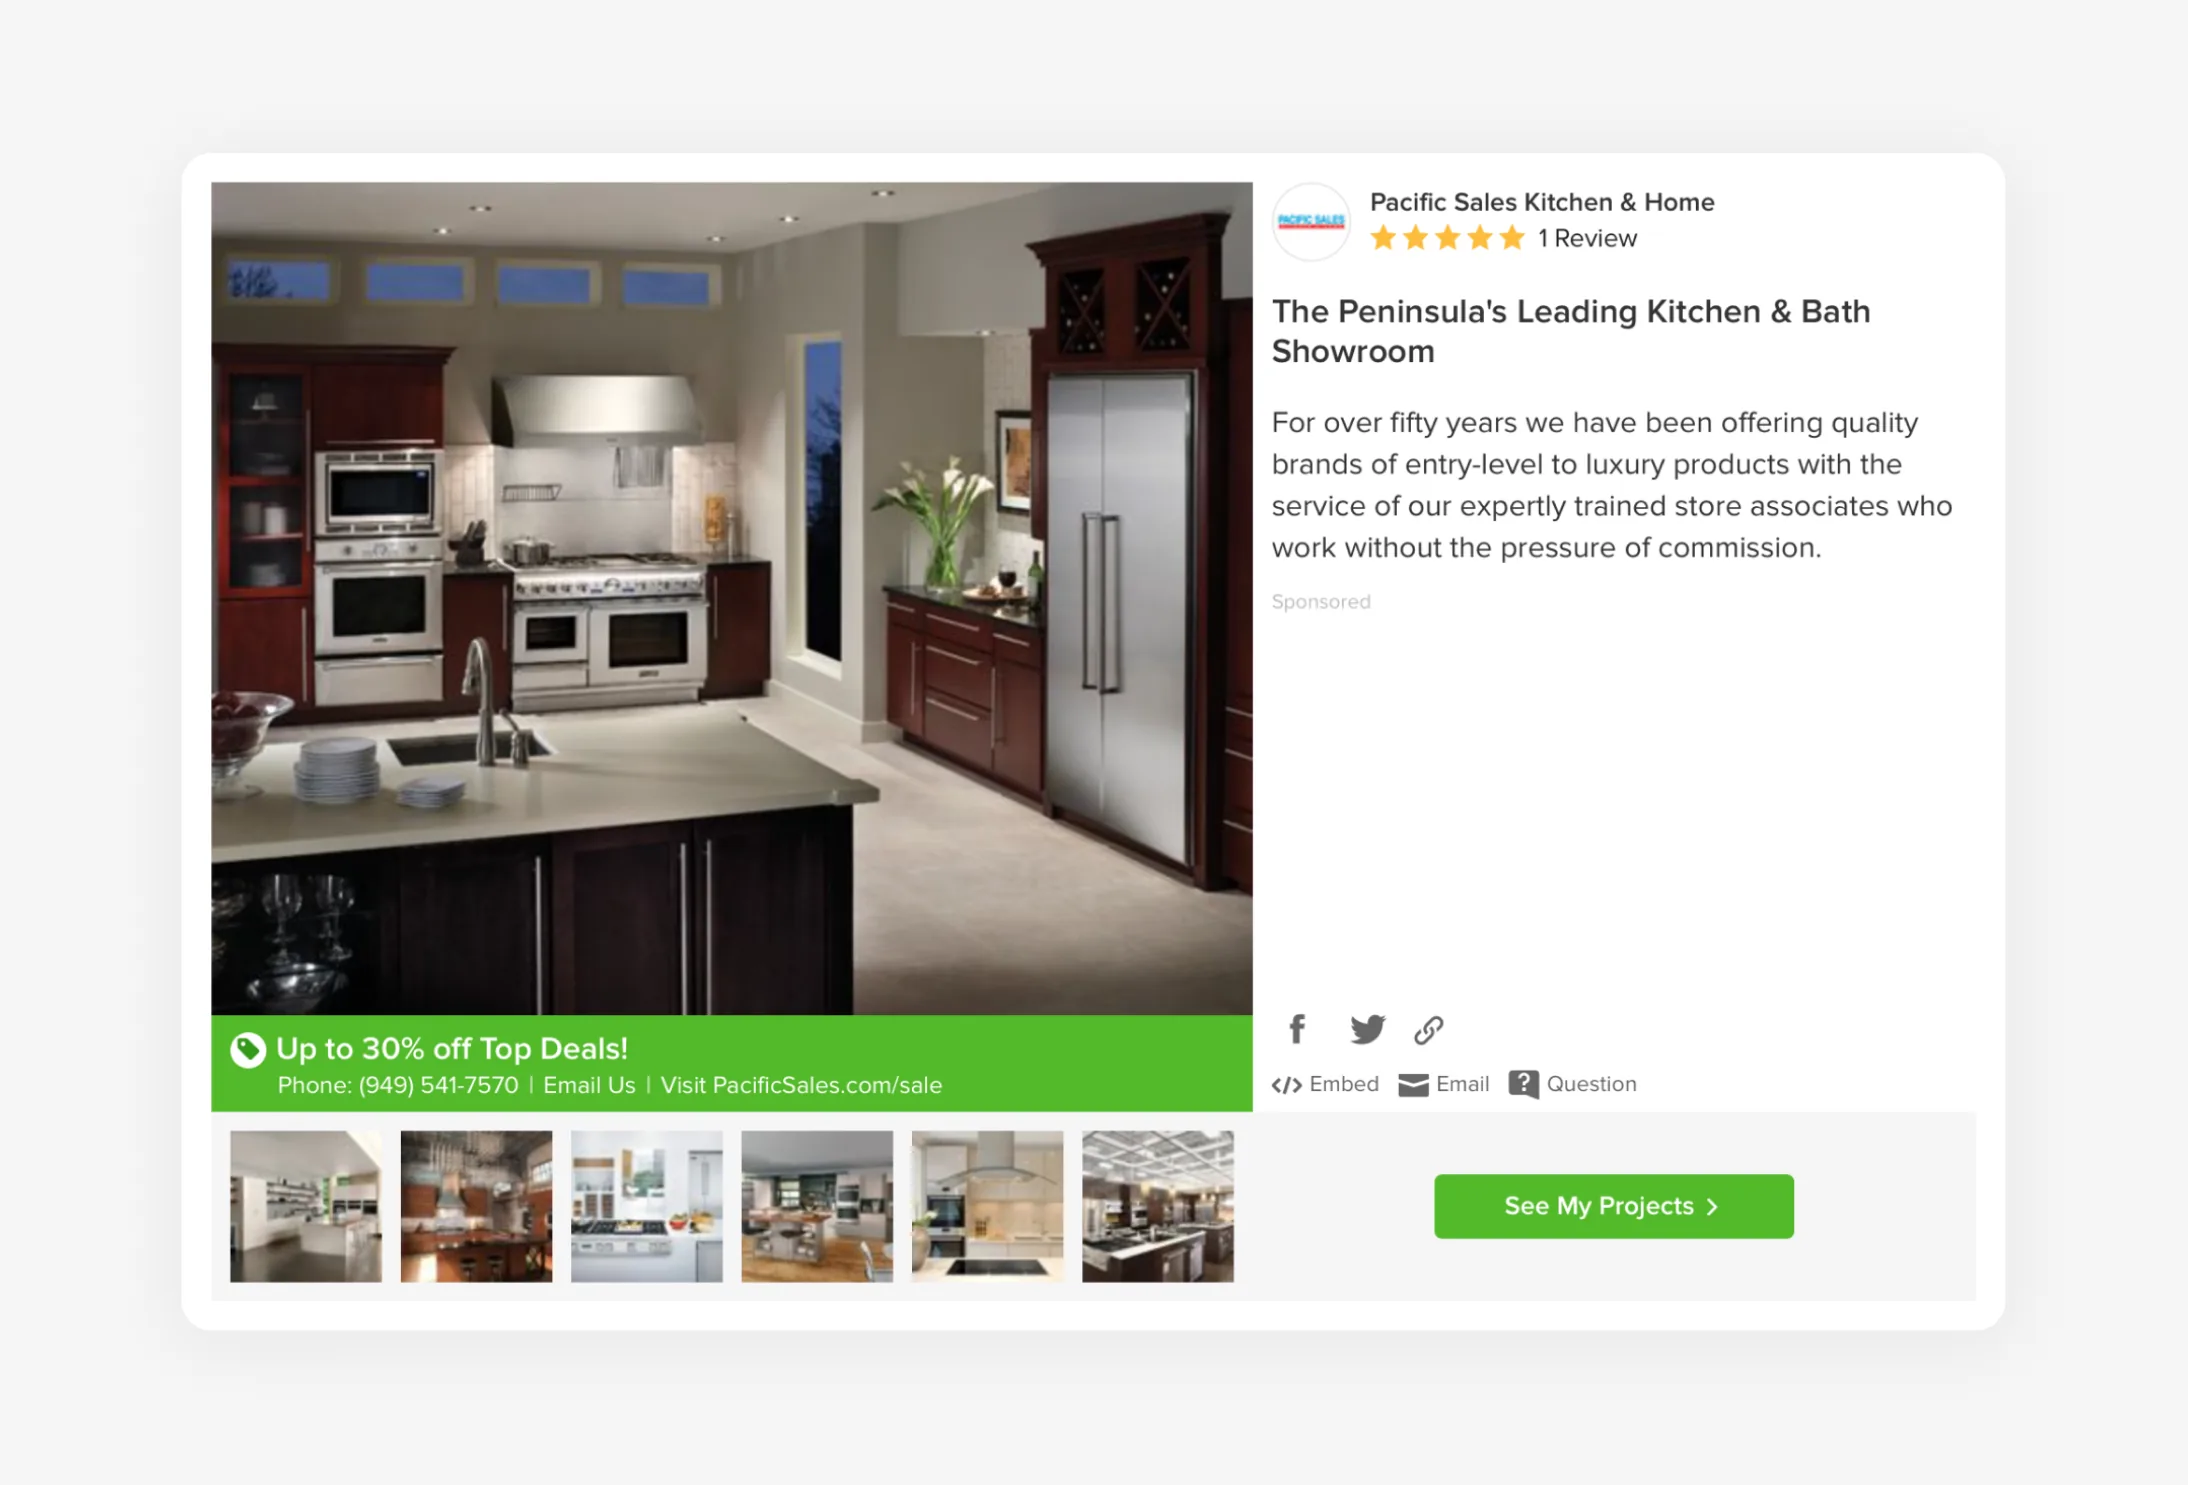 PACIFIC SALES
Pacific Sales Kitchen & Home
1 Review
The Peninsula's Leading Kitchen & Bath
Showroom
For over fifty years we have been offering quality
brands of entry-level to luxury products with the
service of our expertly trained store associates who
work without the pressure of commission.
Sponsored
Up to 30% off Top Deals!
Phone: (949) 541-7570 | Email Us | Visit PacificSales.com/sale
</> Embed Email ? Question
See My Projects >